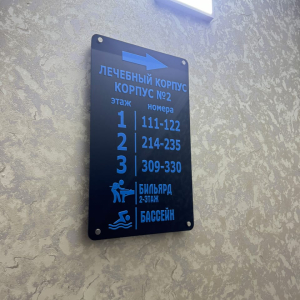 ЛЕЧЕБНЫЙ КОРПУС
КОРПУС №2
этаж номера
1 111-122
2 214-235
3 309-330
БИЛЬЯРД
2-ЭТАЖ
БАССЕЙН